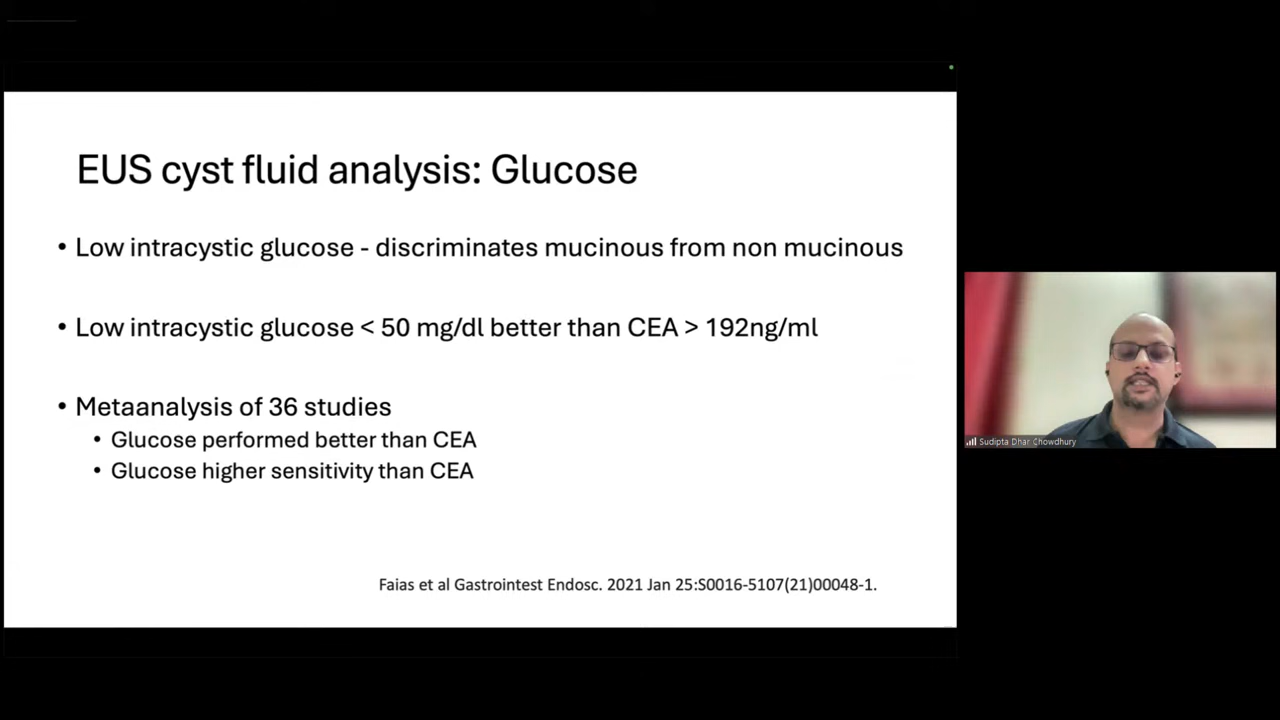 EUS cyst fluid analysis: Glucose
• Low intracystic glucose - discriminates mucinous from non mucinous
• Low intracystic glucose < 50 mg/dl better than CEA > 192ng/ml
• Metaanalysis of 36 studies
• Glucose performed better than CEA
• Glucose higher sensitivity than CEA
Faias et al Gastrointest Endosc. 2021 Jan 25:S0016-5107(21)00048-1.
Sudipta Dhar Chowdhury